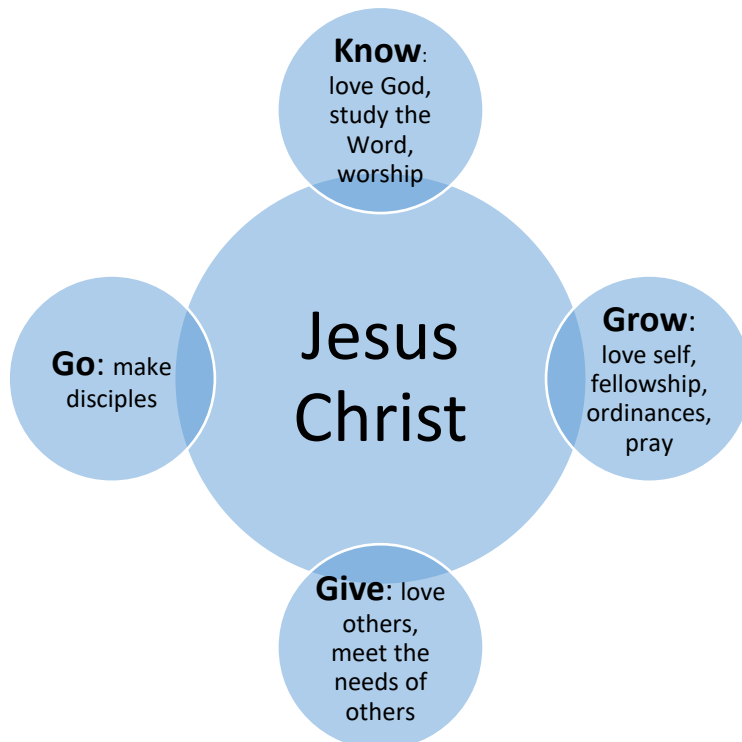 Know:
love God,
study the
Word,
worship
Jesus
Christ
Grow:
love self,
fellowship,
ordinances,
pray
Give: love
others,
meet the
needs of
others
Go: make
disciples